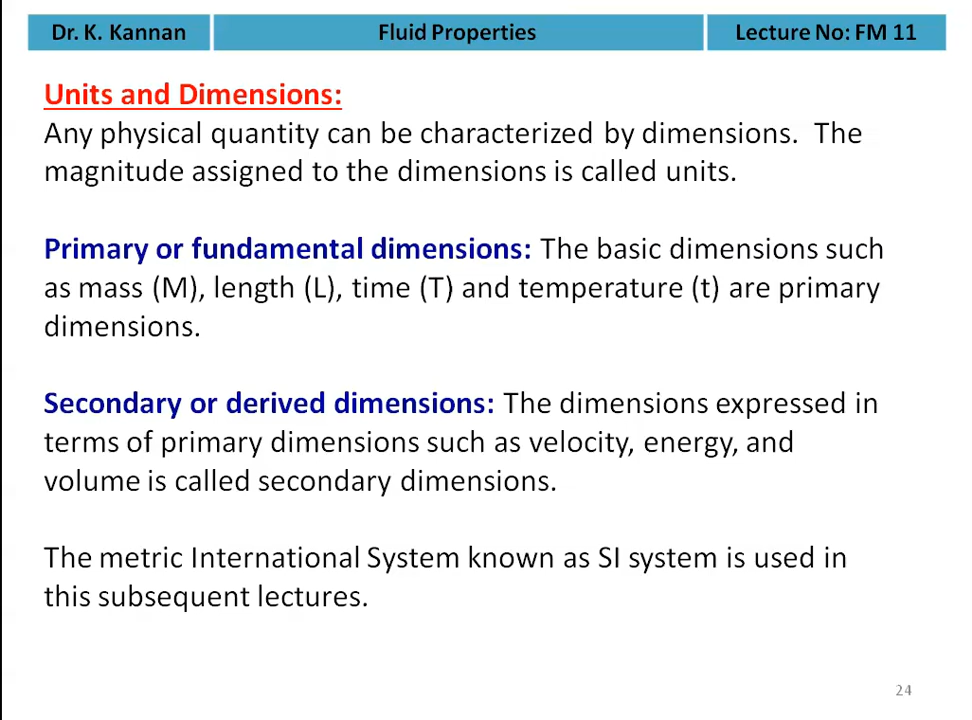 Dr. K. Kannan
Fluid Properties
Lecture No: FM 11
Units and Dimensions:
Any physical quantity can be characterized by dimensions. The
magnitude assigned to the dimensions is called units.
Primary or fundamental dimensions: The basic dimensions such
as mass (M), length (L), time (T) and temperature (t) are primary
dimensions.
Secondary or derived dimensions: The dimensions expressed in
terms of primary dimensions such as velocity, energy, and
volume is called secondary dimensions.
The metric International System known as SI system is used in
this subsequent lectures.
24